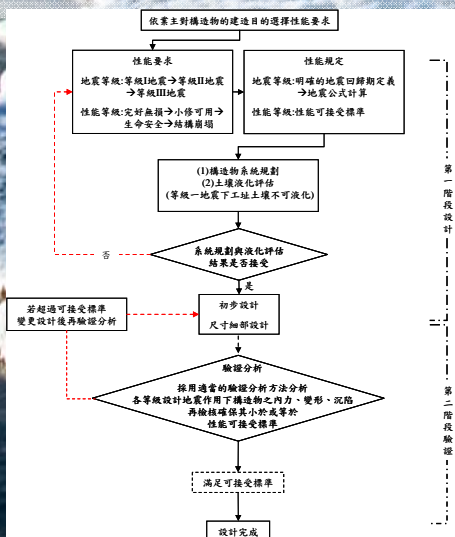 依業主對構造物的建造目的選擇性能要求
性能要求
地震等級:等級I地震→等級II地震
→等級III地震
性能等級:完好無損→小修可用→
生命安全→結構崩塌
性能規定
地震等級:明確的地震回歸期定義
→地震公式計算
性能等級:性能可接受標準
(1)構造物系統規劃
(2)土壤液化評估
(等級一地震下工址土壤不可液化)
系統規劃與液化評估
結果是否接受
否
是
初步設計
尺寸細部設計
若超過可接受標準
變更設計後再驗證分析
驗證分析
採用適當的驗證分析方法分析
各等級設計地震作用下構造物之內力、變形、沉陷
再檢核確保其小於或等於
性能可接受標準
滿足可接受標準
設計完成
第一階段設計
第二階段驗證